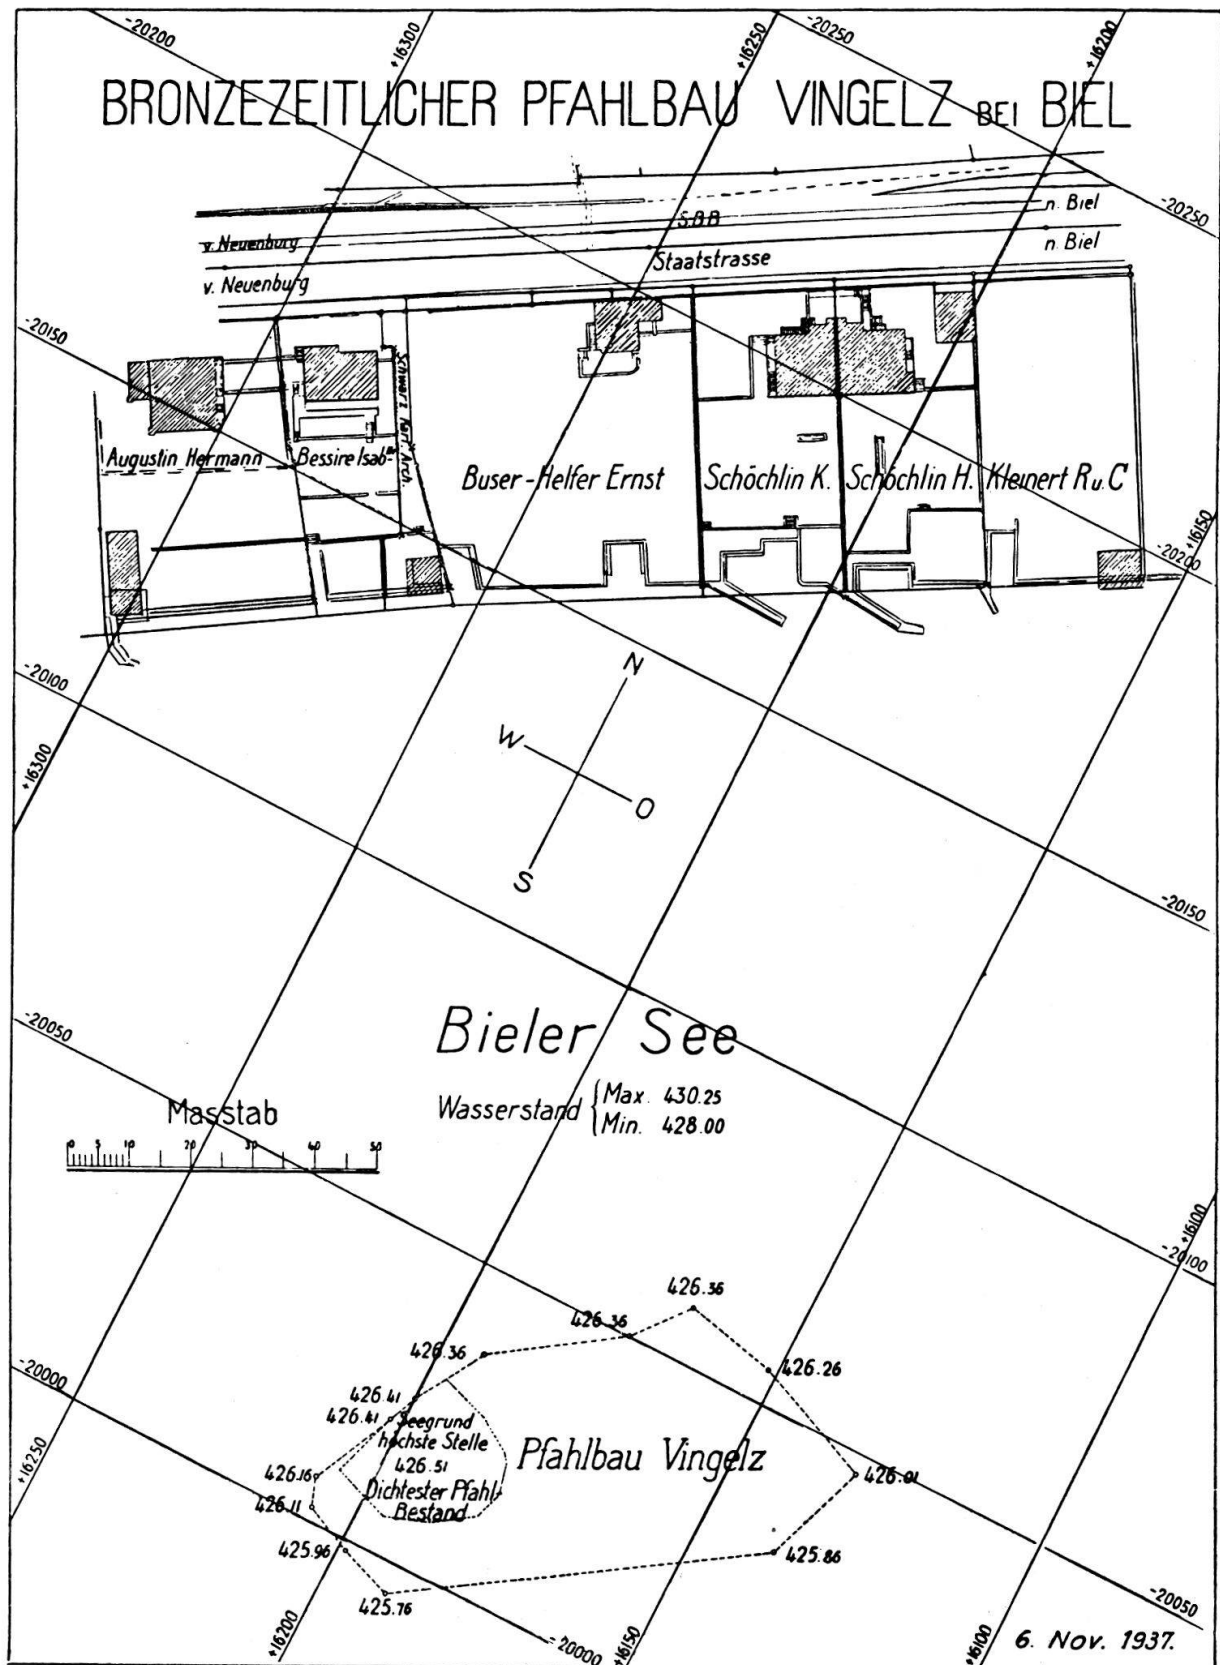 -20200
+16300
+16250
-20250
+16200
BRONZEZEITLICHER PFAHLBAU VINGELZ BEI BIEL
-20250
S.B.B
n. Biel
v. Neuenburg
n. Biel
Staatstrasse
v. Neuenburg
-20150
Schwarz Karl. Arch.
Augustin Hermann
Bessire Isab
Buser-Helfer Ernst
Schöchlin K.
Schöchlin H.
Kleinert R u. C
+16150
-20200
-20100
N
W
O
S
+16300
-20150
-20050
Bieler See
Wasserstand { Max. 430.25
Min. 428.00
Masstab
0 5 10 20 30 40 50
+16100
-20100
426.36
426.36
426.36
426.26
-20000
426.41
426.41
Seegrund
höchste Stelle
426.51
Dichtester Pfahl-
Bestand
Pfahlbau Vingelz
+16250
426.16
426.11
426.01
425.96
425.86
425.76
-20050
+16200
-20000
+16150
+16100
6. Nov. 1937.